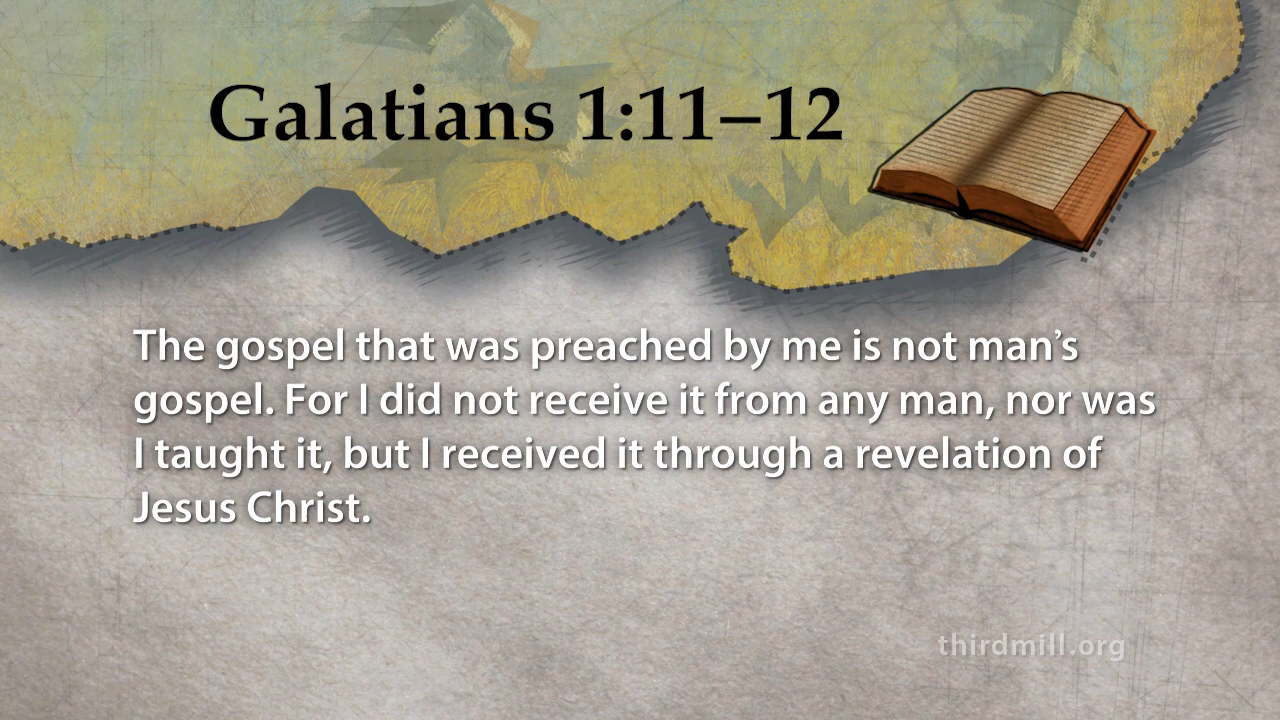 Galatians 1:11–12
The gospel that was preached by me is not man’s
gospel. For I did not receive it from any man, nor was
I taught it, but I received it through a revelation of
Jesus Christ.
thirdmill.org